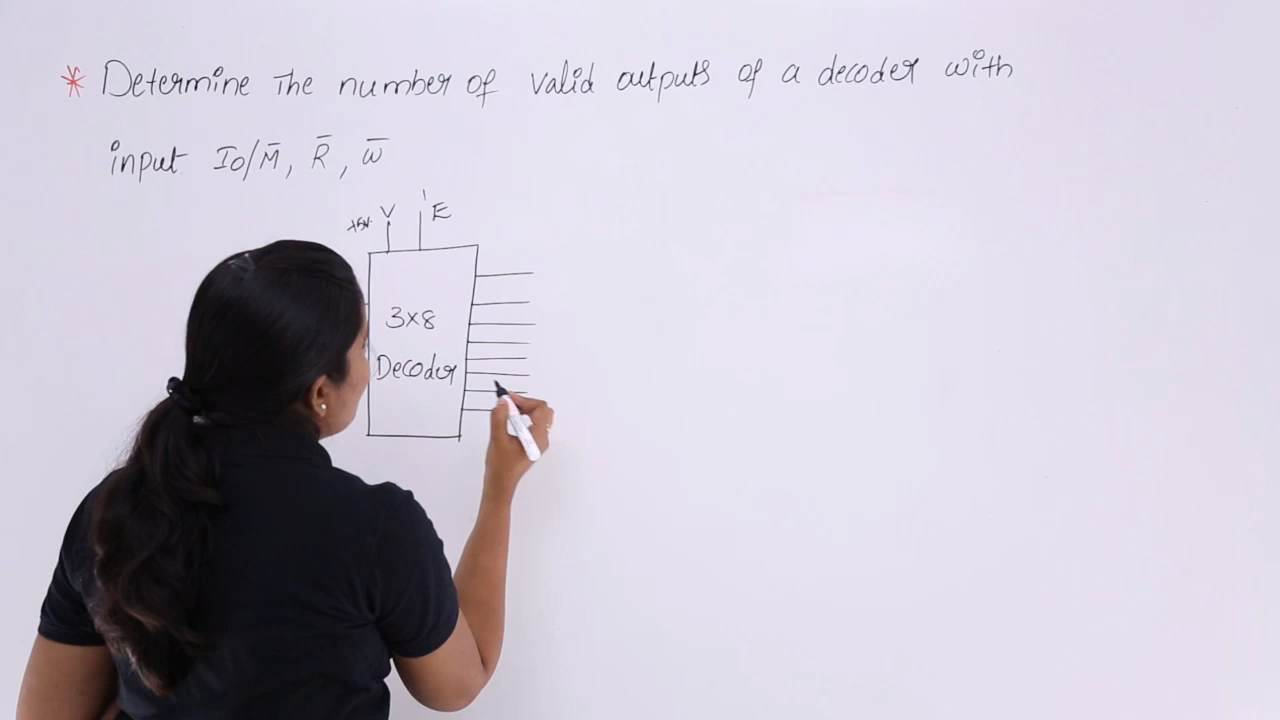 * Determine The number of valid outputs of a decoder with
input Io/M̅, R̅, w̅
+5V V E
3x8
Decoder